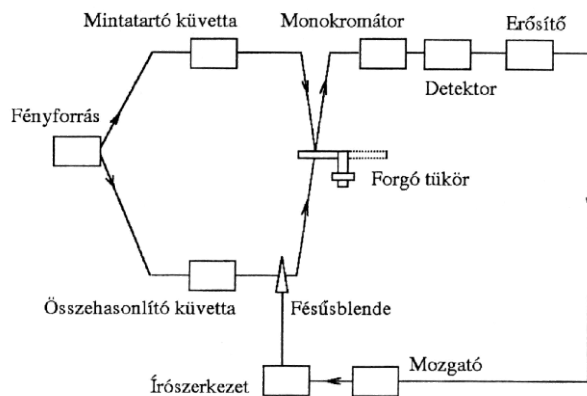 Mintatartó küvetta
Monokromátor
Erősítő
Detektor
Fényforrás
Forgó tükör
Összehasonlító küvetta
Fésűsblende
Mozgató
Írószerkezet